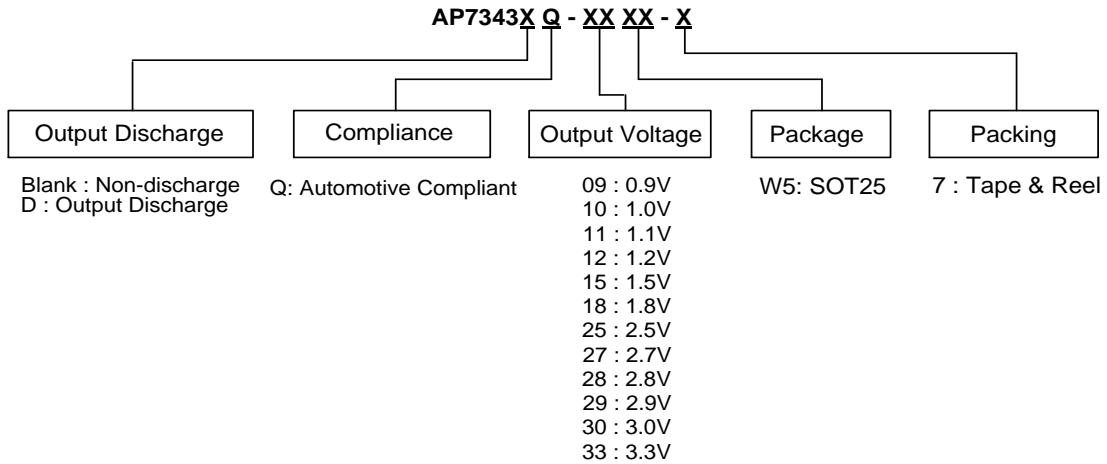 AP7343X Q - XX XX - X
Output Discharge
Compliance
Output Voltage
Package
Packing
Blank : Non-discharge
D : Output Discharge
Q: Automotive Compliant
09 : 0.9V
10 : 1.0V
11 : 1.1V
12 : 1.2V
15 : 1.5V
18 : 1.8V
25 : 2.5V
27 : 2.7V
28 : 2.8V
29 : 2.9V
30 : 3.0V
33 : 3.3V
W5: SOT25
7 : Tape & Reel